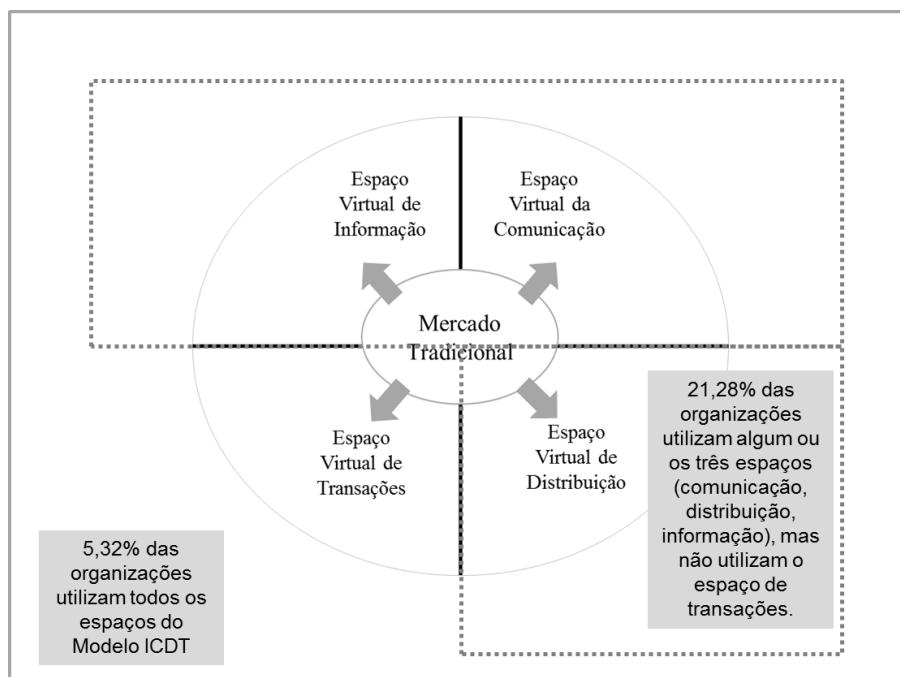 Espaço
Virtual de
Informação
Espaço
Virtual da
Comunicação
Mercado
Tradicional
Espaço
Virtual de
Transações
Espaço
Virtual de
Distribuição
21,28% das
organizações
utilizam algum ou
os três espaços
(comunicação,
distribuição,
informação), mas
não utilizam o
espaço de
transações.
5,32% das
organizações
utilizam todos os
espaços do
Modelo ICDT